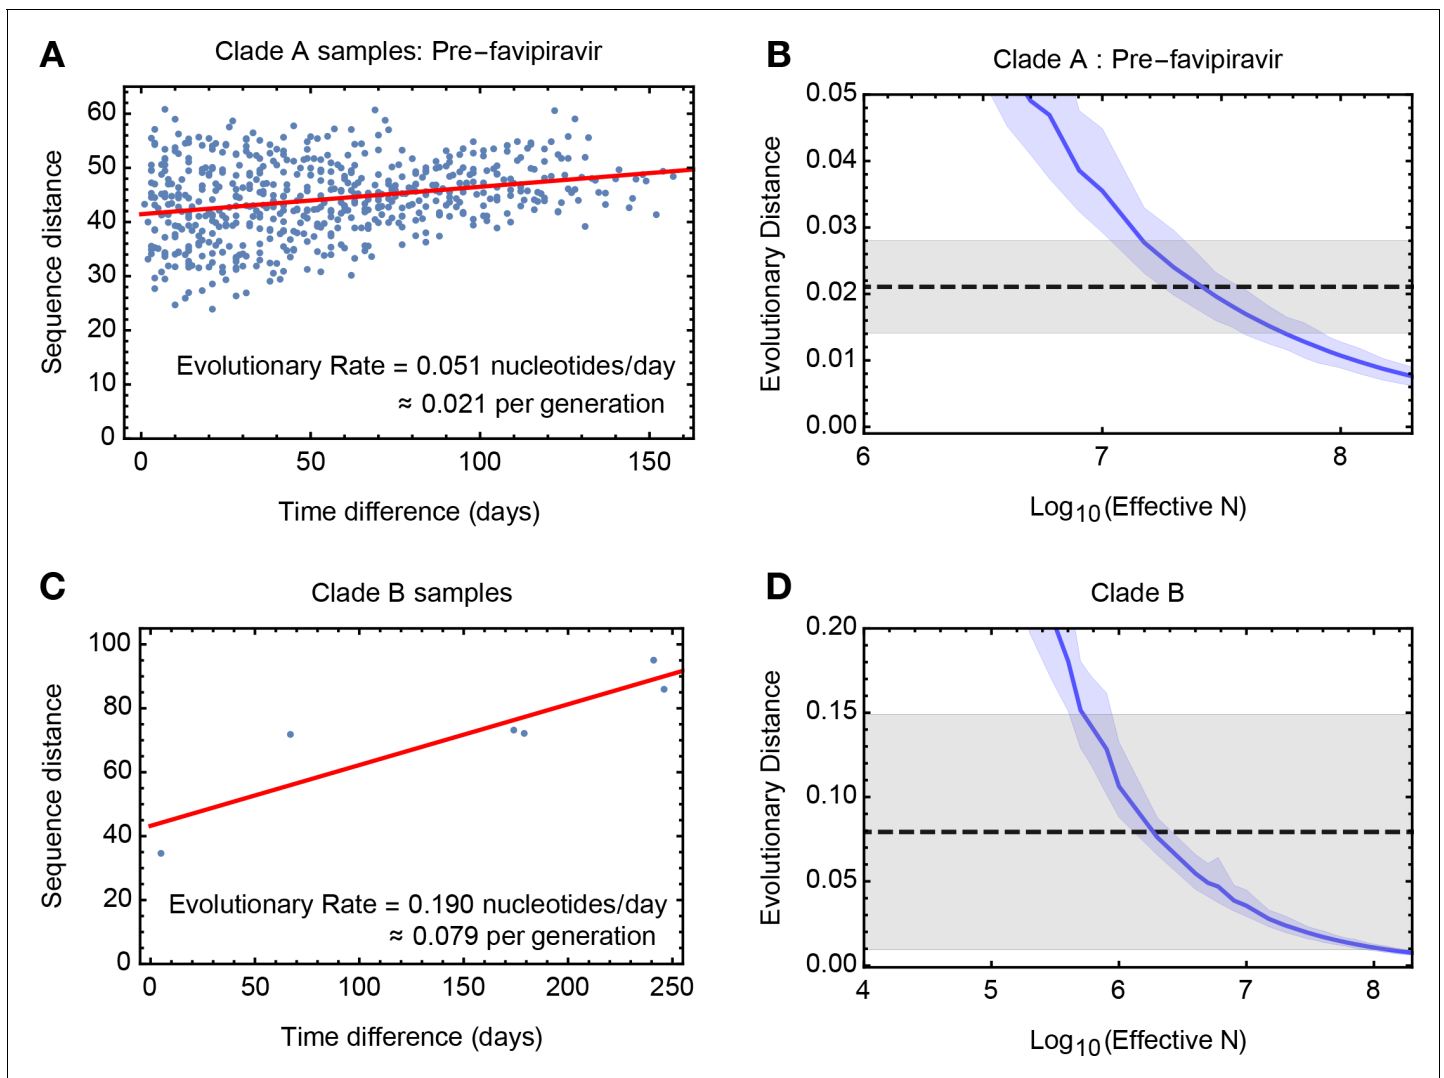 A
Clade A samples: Pre−favipiravir
Sequence distance
60
50
40
30
20
10
0
Evolutionary Rate = 0.051 nucleotides/day
≈ 0.021 per generation
0 50 100 150
Time difference (days)
B
Clade A : Pre−favipiravir
Evolutionary Distance
0.05
0.04
0.03
0.02
0.01
0.00
6 7 8
Log10(Effective N)
C
Clade B samples
Sequence distance
100
80
60
40
20
0
Evolutionary Rate = 0.190 nucleotides/day
≈ 0.079 per generation
0 50 100 150 200 250
Time difference (days)
D
Clade B
Evolutionary Distance
0.20
0.15
0.10
0.05
0.00
4 5 6 7 8
Log10(Effective N)